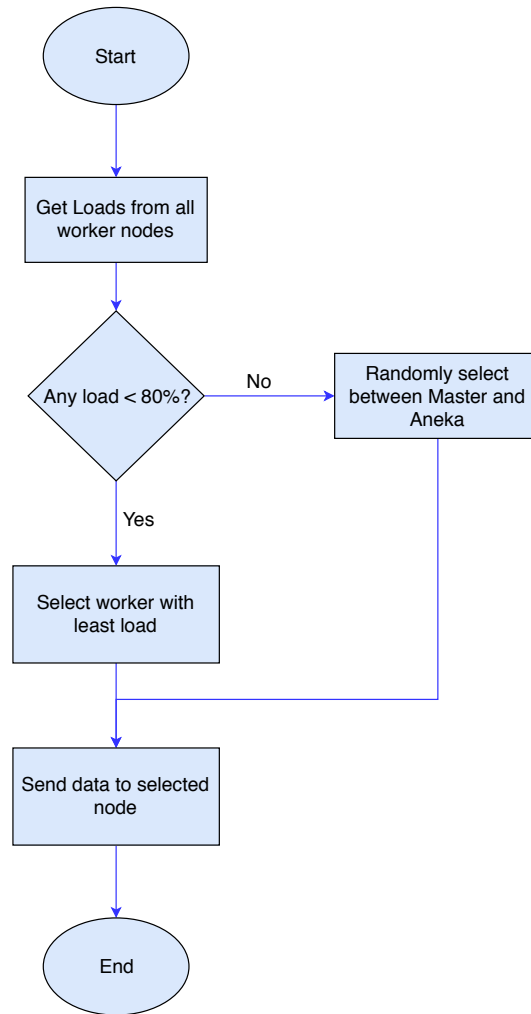 Start
Get Loads from all
worker nodes
Any load < 80%?
No
Randomly select
between Master and
Aneka
Yes
Select worker with
least load
Send data to selected
node
End